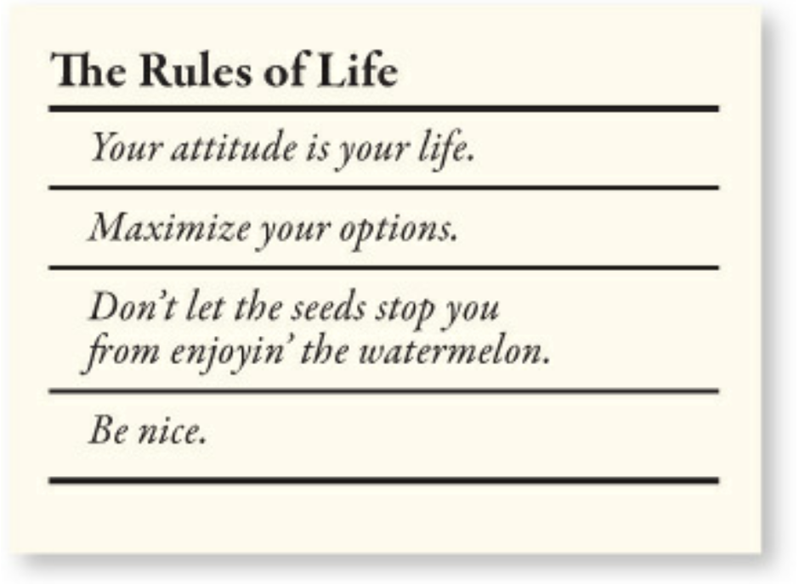 The Rules of Life
Your attitude is your life.
Maximize your options.
Don’t let the seeds stop you
from enjoyin’ the watermelon.
Be nice.